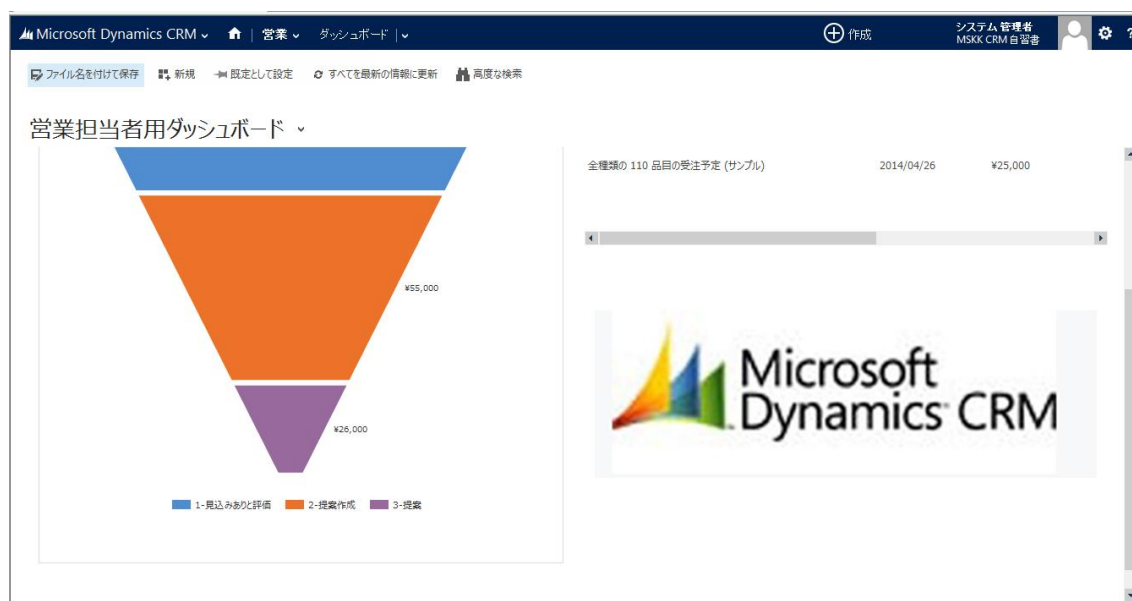 Microsoft Dynamics CRM 営業 ダッシュボード 作成 システム 管理者
MSKK CRM 自習書 ?
ファイル名を付けて保存 新規 既定として設定 すべてを最新の情報に更新 高度な検索
営業担当者用ダッシュボード
全種類の 110 品目の受注予定 (サンプル) 2014/04/26 ¥25,000
¥55,000
Microsoft
Dynamics CRM
¥26,000
1-見込みありと評価 2-提案作成 3-提案